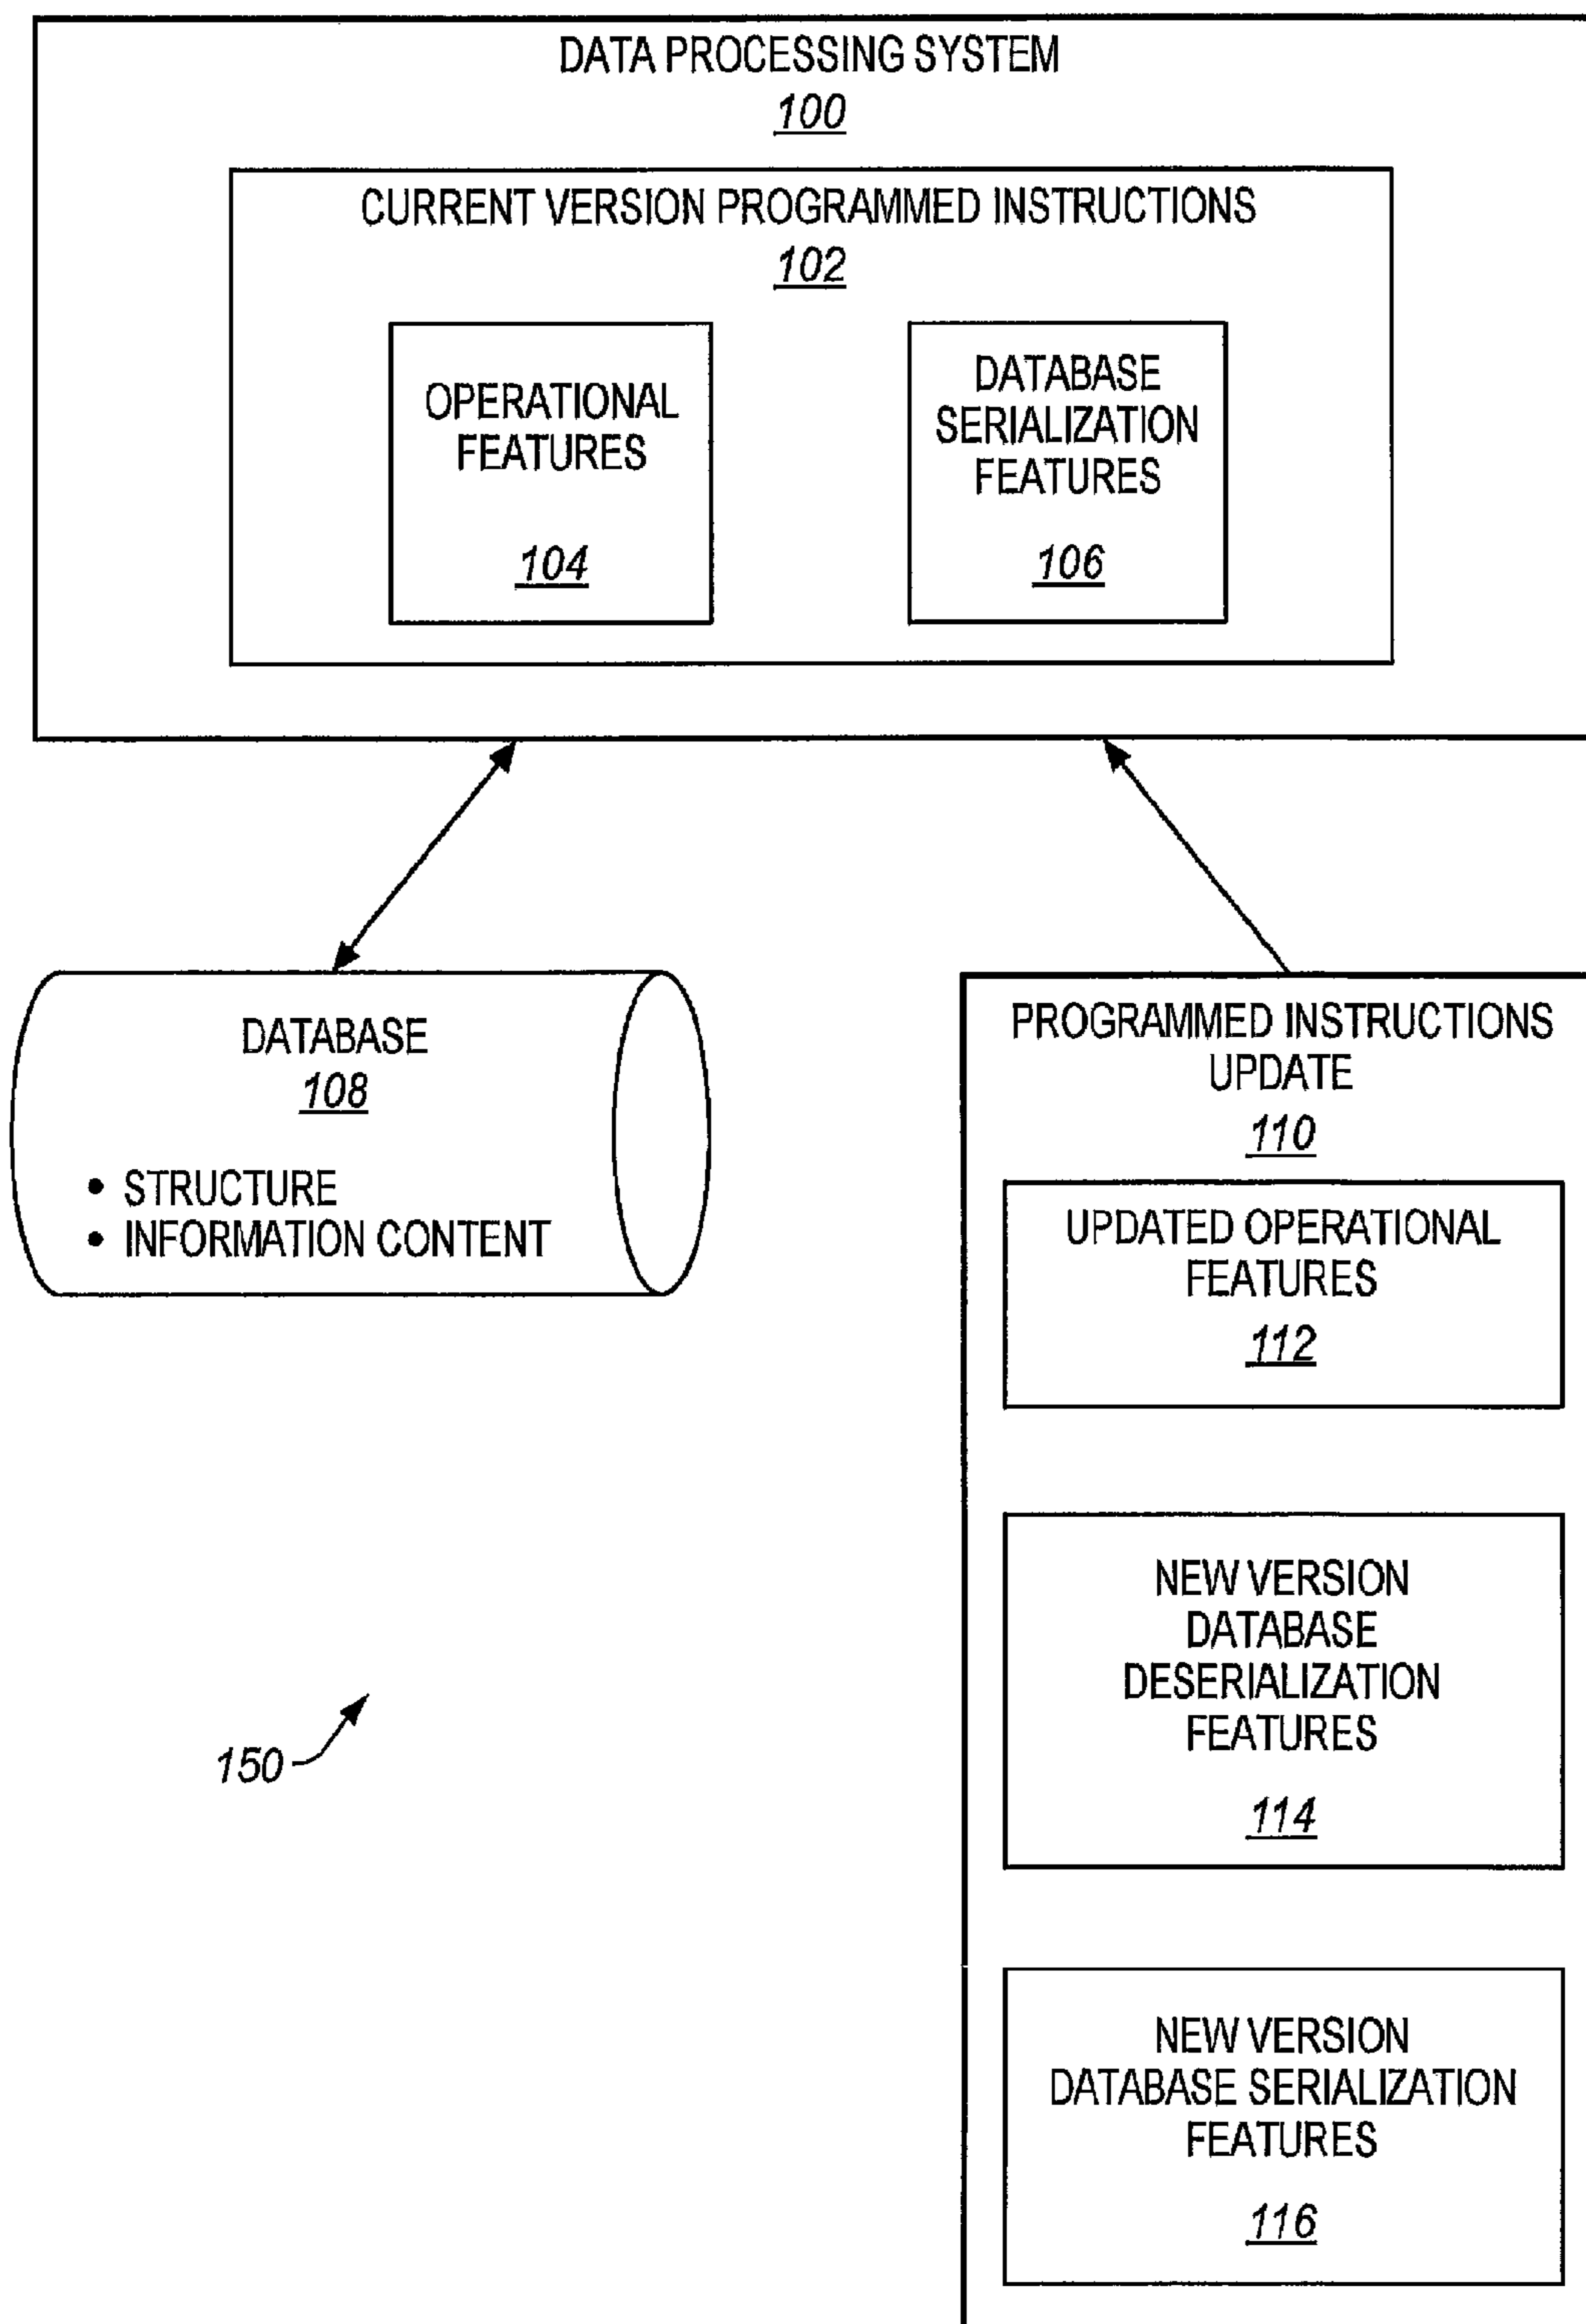 DATA PROCESSING SYSTEM
100
CURRENT VERSION PROGRAMMED INSTRUCTIONS
102
OPERATIONAL
FEATURES
104
DATABASE
SERIALIZATION
FEATURES
106
DATABASE
108
• STRUCTURE
• INFORMATION CONTENT
PROGRAMMED INSTRUCTIONS
UPDATE
110
UPDATED OPERATIONAL
FEATURES
112
NEW VERSION
DATABASE
DESERIALIZATION
FEATURES
114
150
NEW VERSION
DATABASE SERIALIZATION
FEATURES
116